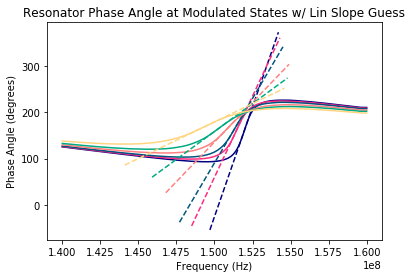 Resonator Phase Angle at Modulated States w/ Lin Slope Guess
Phase Angle (degrees)
300
200
100
0
1.400 1.425 1.450 1.475 1.500 1.525 1.550 1.575 1.600
1e8
Frequency (Hz)